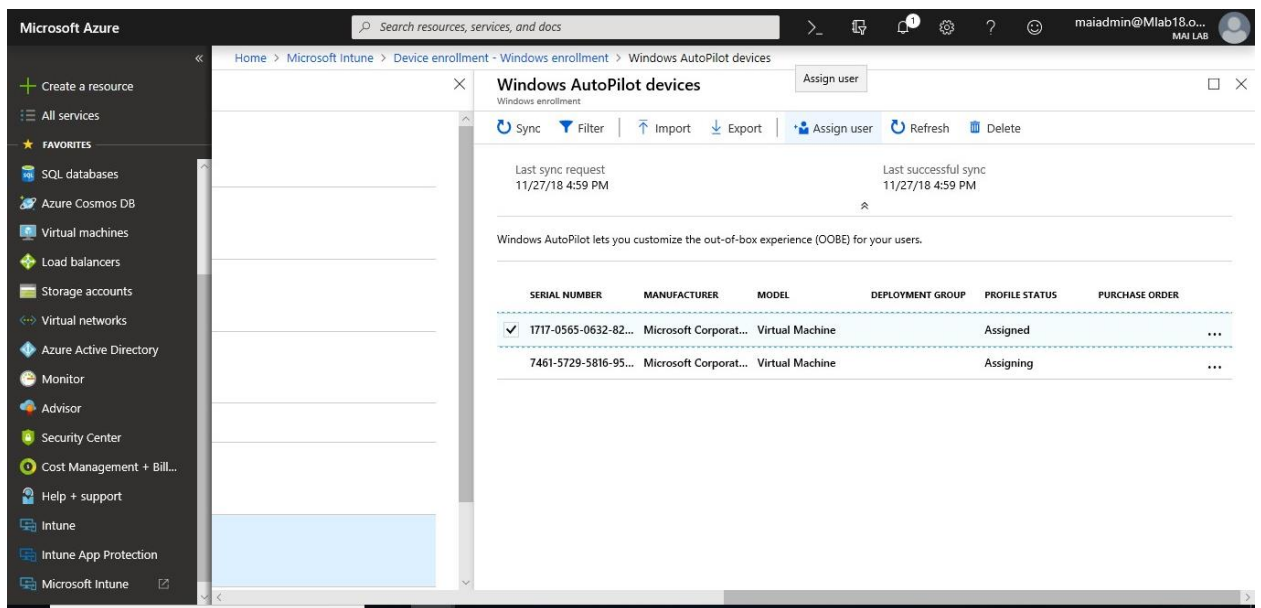 Microsoft Azure
Search resources, services, and docs
1
maiadmin@Mlab18.o...
MAI LAB
Home > Microsoft Intune > Device enrollment - Windows enrollment > Windows AutoPilot devices
Create a resource
All services
FAVORITES
SQL databases
Azure Cosmos DB
Virtual machines
Load balancers
Storage accounts
Virtual networks
Azure Active Directory
Monitor
Advisor
Security Center
Cost Management + Bill...
Help + support
Intune
Intune App Protection
Microsoft Intune
Windows AutoPilot devices
Windows enrollment
Assign user
Sync Filter Import Export Assign user Refresh Delete
Last sync request
11/27/18 4:59 PM
Last successful sync
11/27/18 4:59 PM
Windows AutoPilot lets you customize the out-of-box experience (OOBE) for your users.
SERIAL NUMBER MANUFACTURER MODEL DEPLOYMENT GROUP PROFILE STATUS PURCHASE ORDER
1717-0565-0632-82... Microsoft Corporat... Virtual Machine Assigned ...
7461-5729-5816-95... Microsoft Corporat... Virtual Machine Assigning ...